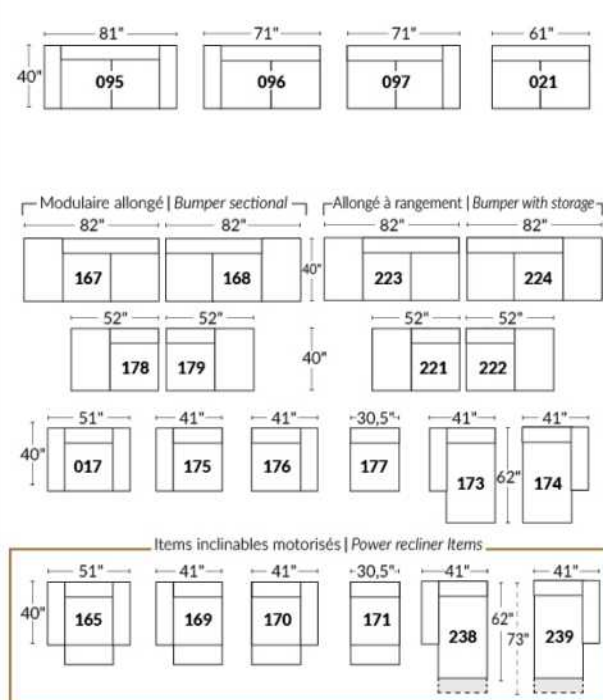 81" 71" 71" 61"
40" 095 096 097 021
Modulaire allongé | Bumper sectional Allongé à rangement | Bumper with storage
82" 82" 82" 82"
167 168 40" 223 224
52" 52" 52" 52"
178 179 40" 221 222
51" 41" 41" 30,5" 41" 41"
40" 017 175 176 177 173 62" 174
Items inclinables motorisés | Power recliner Items
51" 41" 41" 30,5" 41" 41"
40" 165 169 170 171 238 62" 73" 239